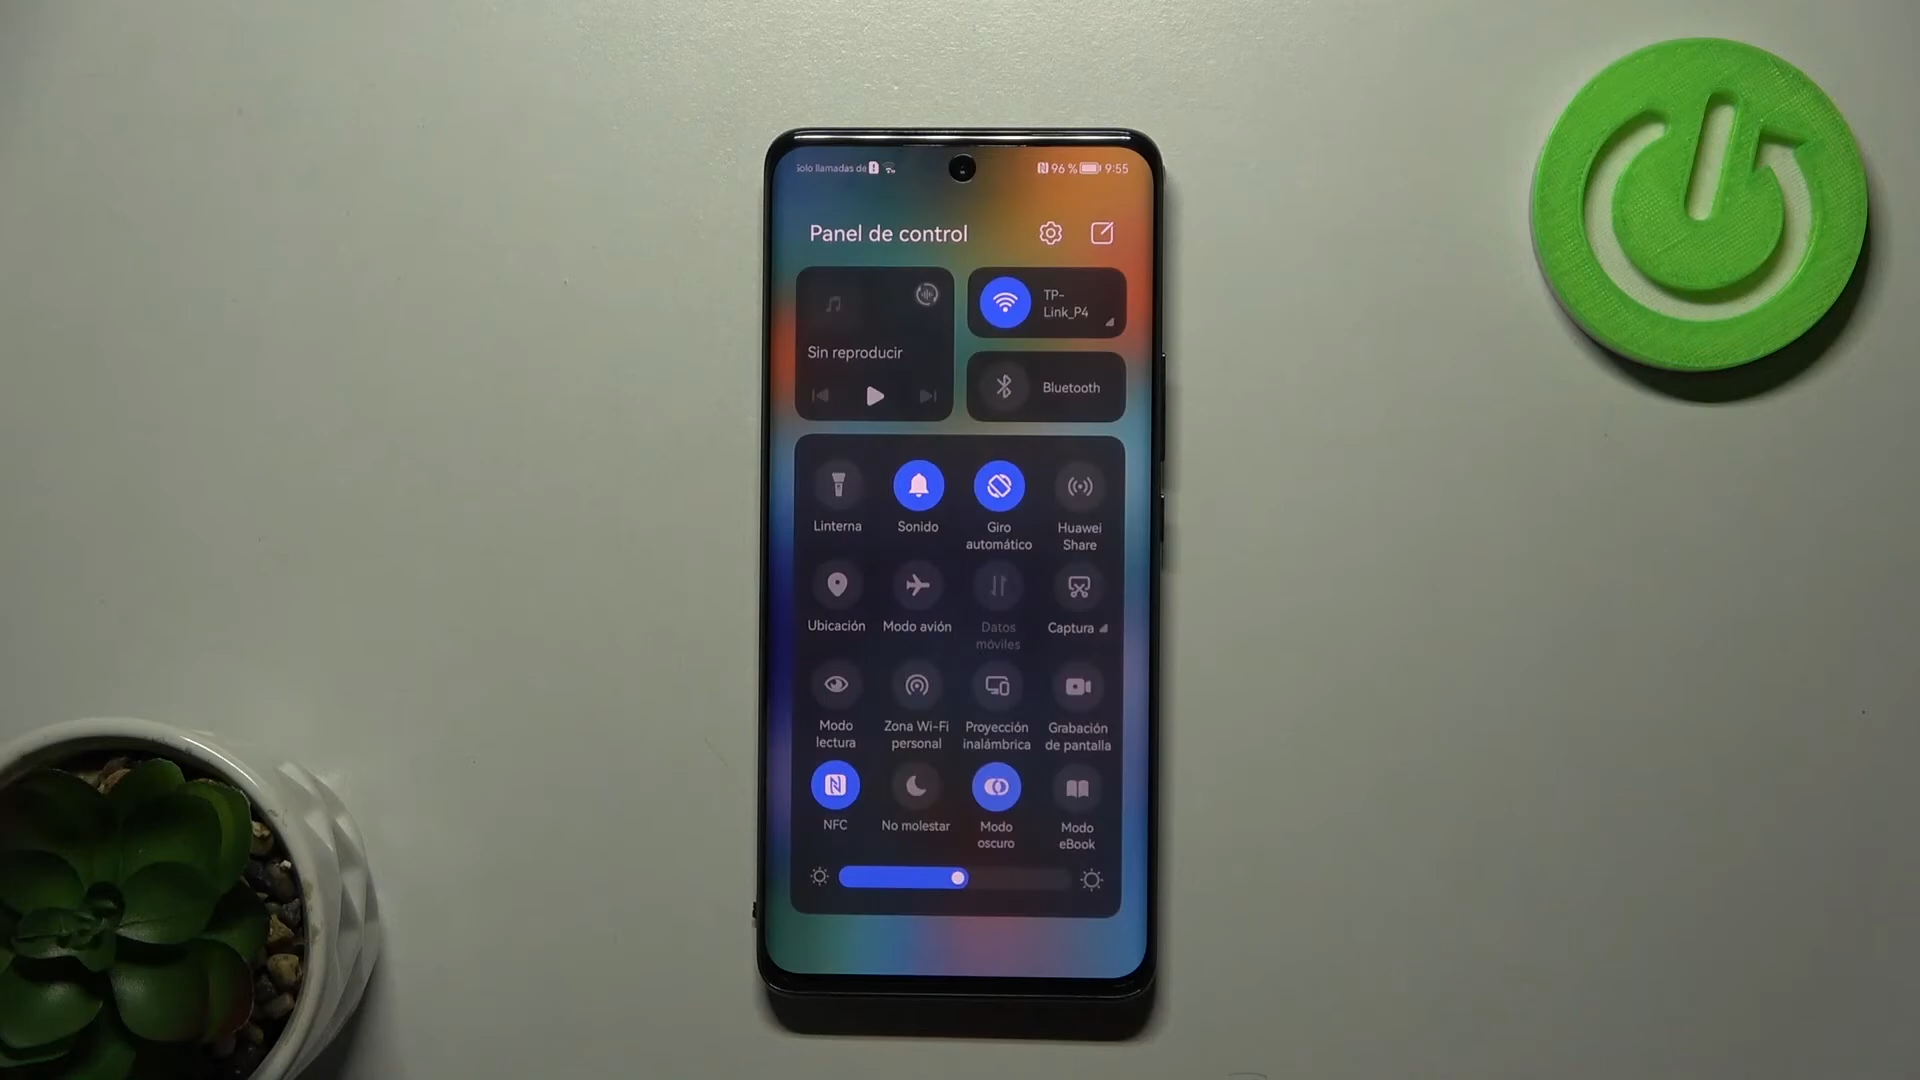 Solo llamadas de
96 %
9:55
Panel de control
Sin reproducir
TP-
Link_P4
Bluetooth
Linterna
Sonido
Giro
automático
Huawei
Share
Ubicación
Modo avión
Datos
móviles
Captura
Modo
lectura
Zona Wi-Fi
personal
Proyección
inalámbrica
Grabación
de pantalla
NFC
No molestar
Modo
oscuro
Modo
eBook